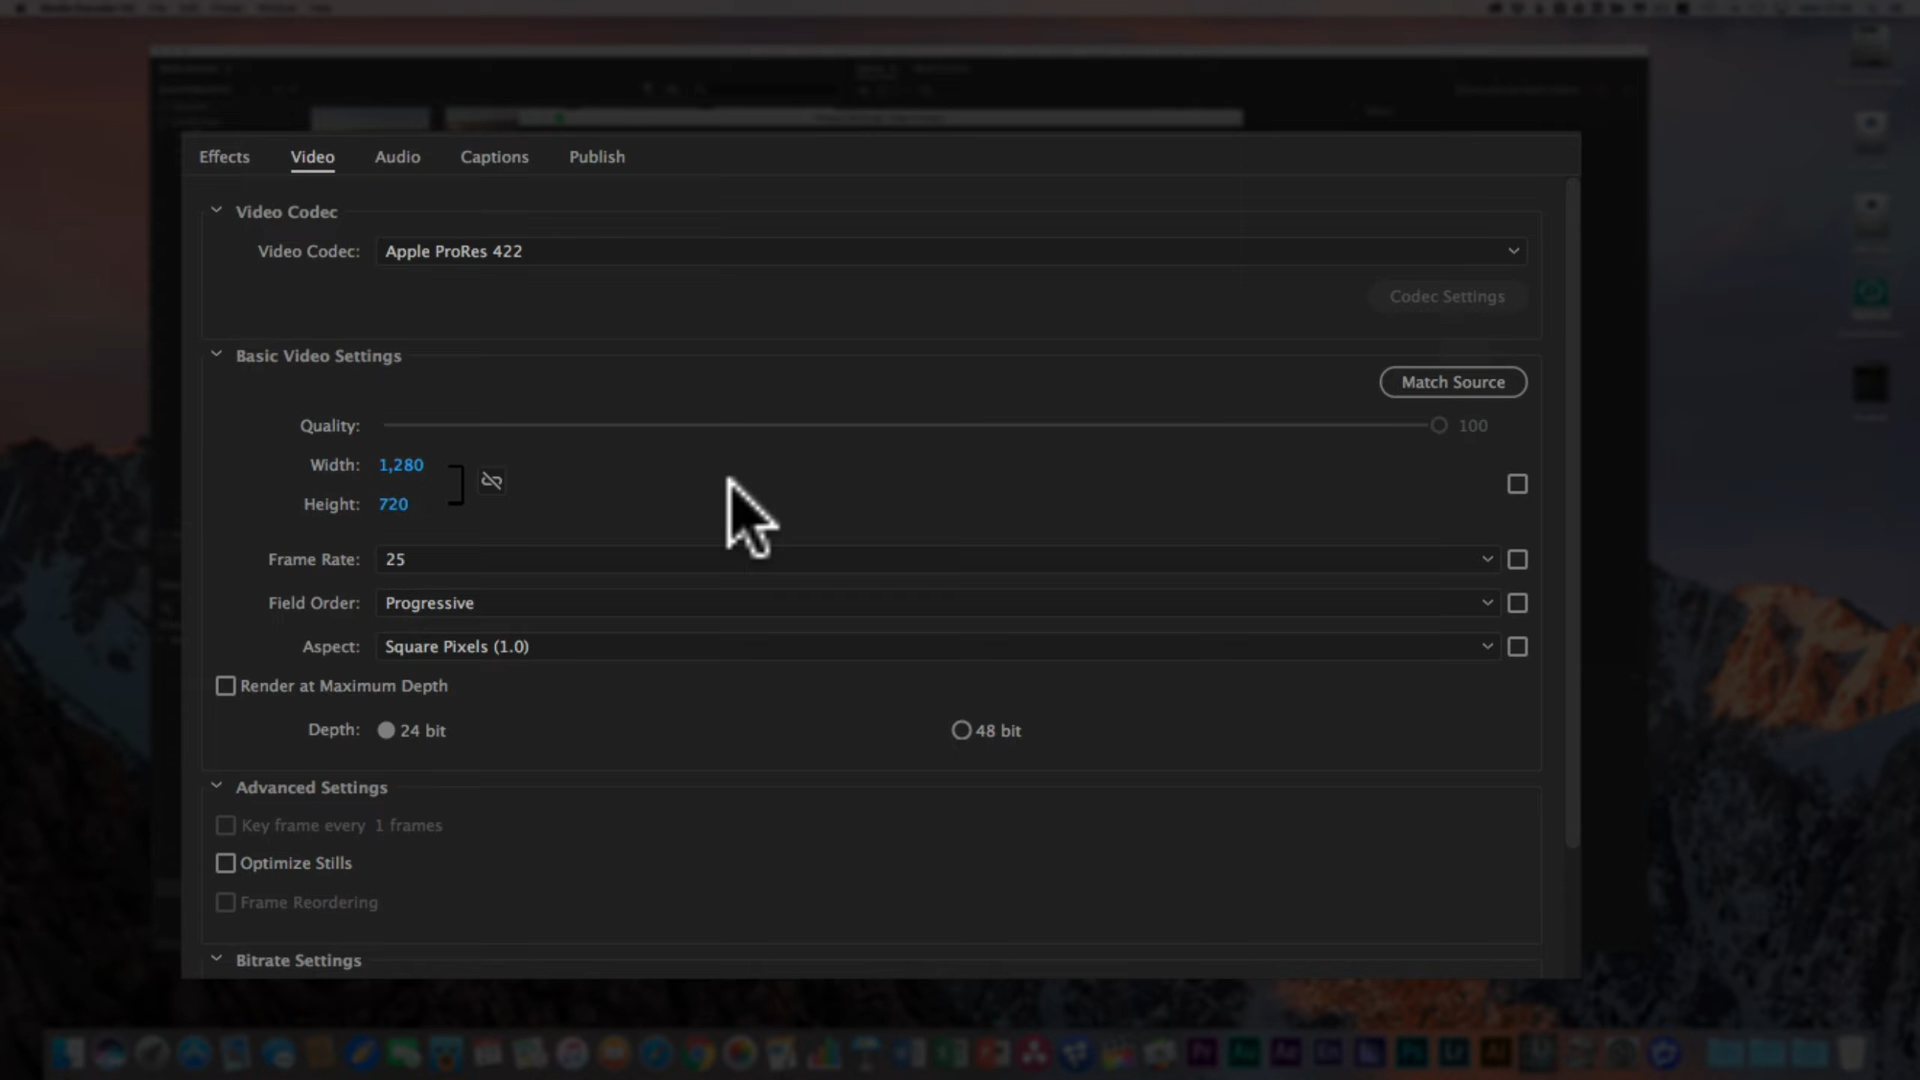 Effects Video Audio Captions Publish
Video Codec
Video Codec: Apple ProRes 422
Codec Settings
Basic Video Settings
Match Source
Quality: 100
Width: 1,280
Height: 720
Frame Rate: 25
Field Order: Progressive
Aspect: Square Pixels (1.0)
Render at Maximum Depth
Depth: 24 bit 48 bit
Advanced Settings
Key frame every 1 frames
Optimize Stills
Frame Reordering
Bitrate Settings